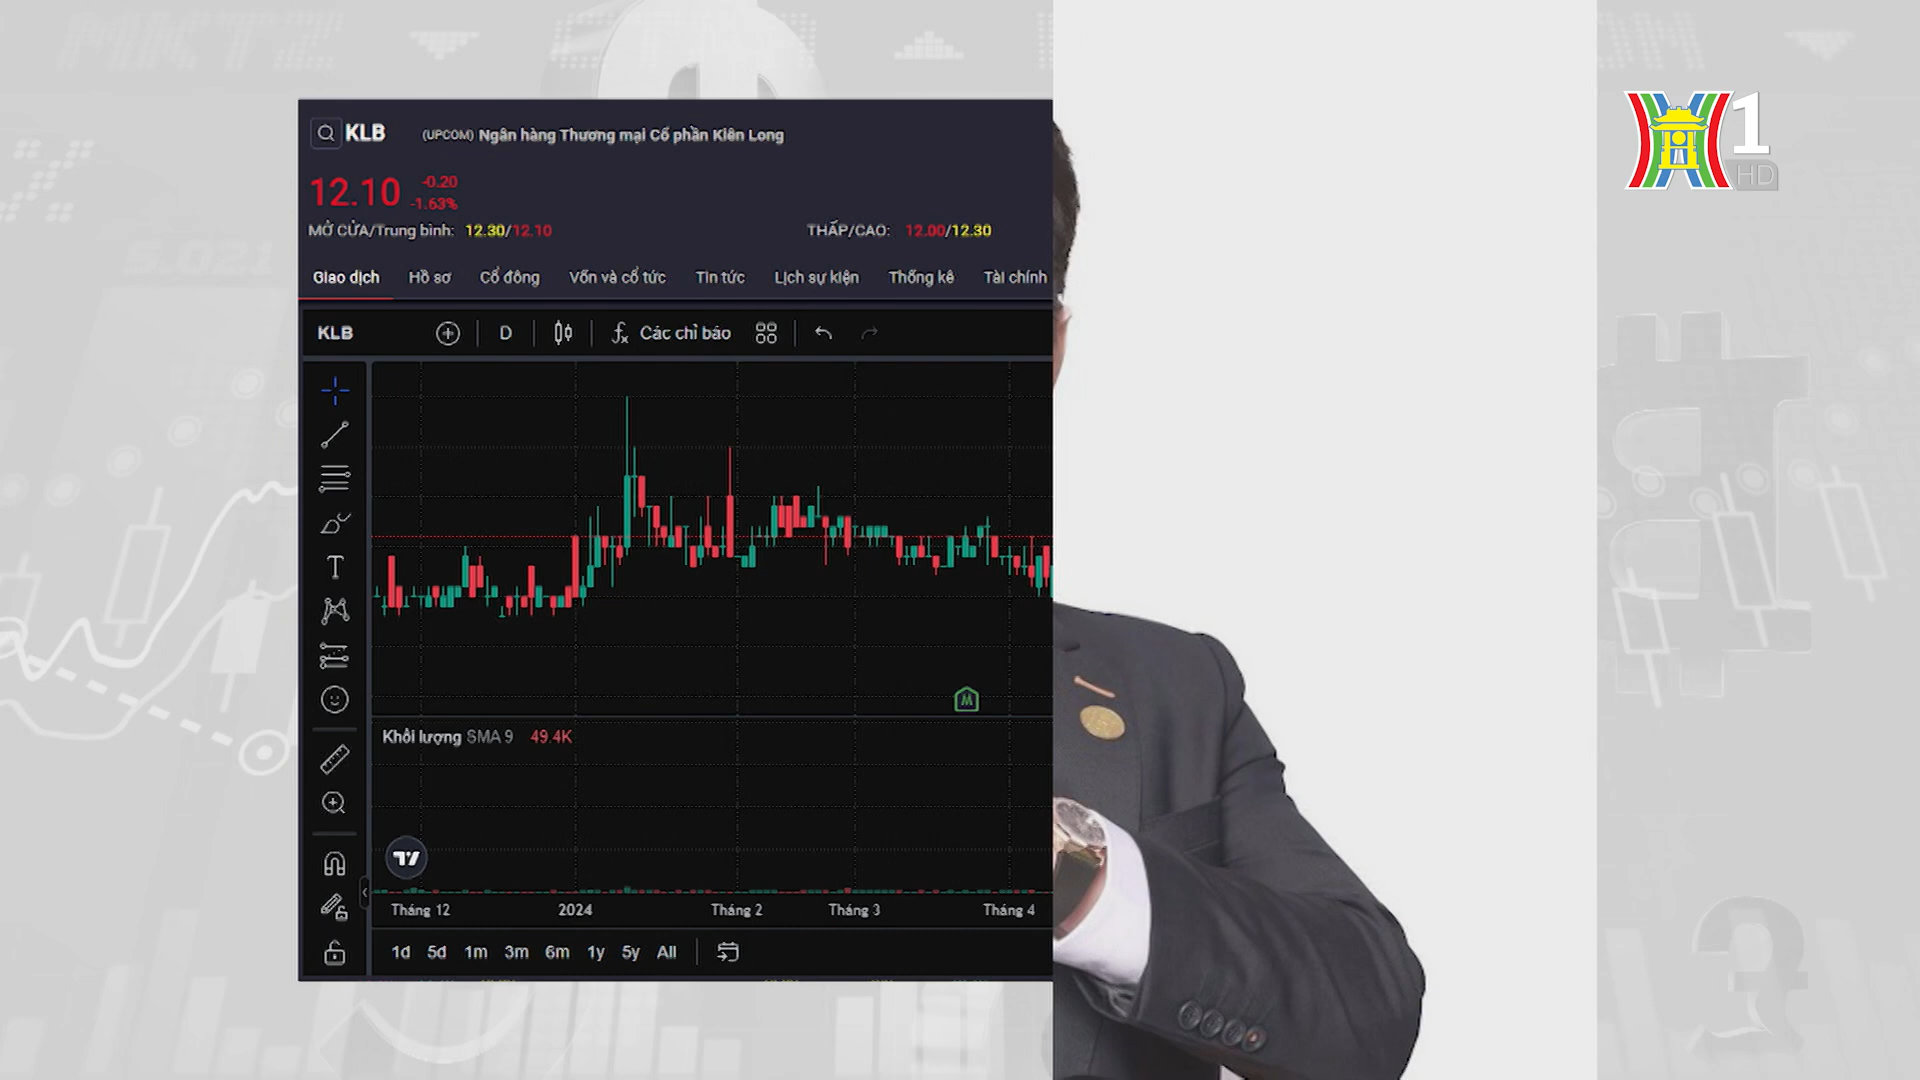 KLB (UPCOM) Ngân hàng Thương mại Cổ phần Kiên Long
12.10 -0.20
-1.63%
MỞ CỬA/Trung bình: 12.30/12.10 THẤP/CAO: 12.00/12.30
Giao dịch Hồ sơ Cổ đông Vốn và cổ tức Tin tức Lịch sự kiện Thống kê Tài chính
KLB D Các chỉ báo
Khối lượng SMA 9 49.4K
Tháng 12 2024 Tháng 2 Tháng 3 Tháng 4
1d 5d 1m 3m 6m 1y 5y All
H1
HD
5.021